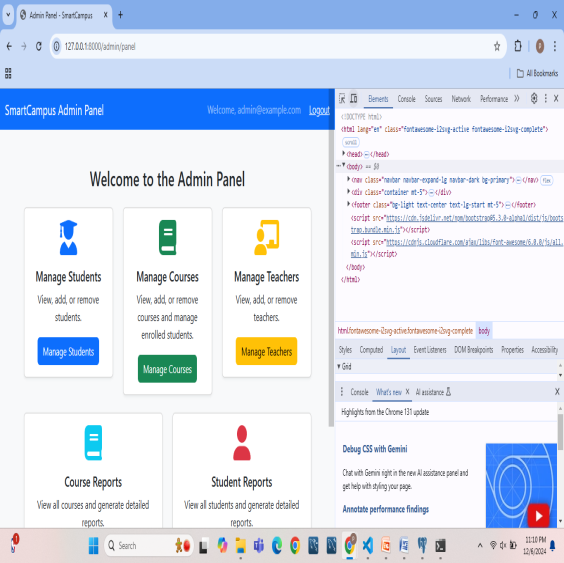 Admin Panel - SmartCampus
127.0.0.1:8000/admin/panel
All Bookmarks
SmartCampus Admin Panel
Welcome, admin@example.com
Logout
Welcome to the Admin Panel
Manage Students
View, add, or remove
students.
Manage Students
Manage Courses
View, add, or remove
courses and manage
enrolled students.
Manage Courses
Manage Teachers
View, add, or remove
teachers.
Manage Teachers
Course Reports
View all courses and generate detailed
reports.
Student Reports
View all students and generate detailed
reports.
Elements Console Sources Network Performance
<!DOCTYPE html>
<html lang="en" class="fontawesome-i2svg-active fontawesome-i2svg-complete">
scroll
<head>…</head>
<body> == $0
<nav class="navbar navbar-expand-lg navbar-dark bg-primary">…</nav> flex
<div class="container mt-5">…</div>
<footer class="bg-light text-center text-lg-start mt-5">…</footer>
<script src="https://cdn.jsdelivr.net/npm/bootstrap@5.3.0-alpha1/dist/js/boots
trap.bundle.min.js"></script>
<script src="https://cdnjs.cloudflare.com/ajax/libs/font-awesome/6.0.0/js/all.
min.js"></script>
</body>
</html>
html.fontawesome-i2svg-active.fontawesome-i2svg-complete body
Styles Computed Layout Event Listeners DOM Breakpoints Properties Accessibility
Grid
Console What's new AI assistance
Highlights from the Chrome 131 update
Debug CSS with Gemini
Chat with Gemini right in the new AI assistance panel and
get help with styling your page.
Annotate performance findings
Search
11:10 PM
12/6/2024